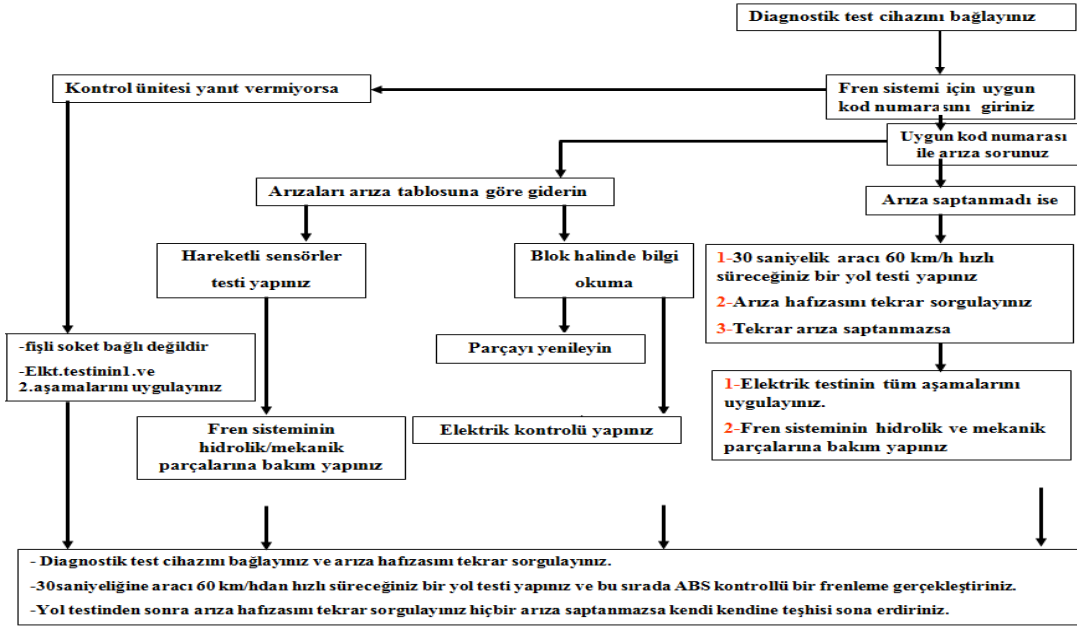 Diagnostik test cihazını bağlayınız
Kontrol ünitesi yanıt vermiyorsa
Fren sistemi için uygun
kod numarasını giriniz
Uygun kod numarası
ile arıza sorunuz
Arızaları arıza tablosuna göre giderin
Arıza saptanmadı ise
Hareketli sensörler
testi yapınız
Blok halinde bilgi
okuma
1-30 saniyelik aracı 60 km/h hızlı
süreceğiniz bir yol testi yapınız
2-Arıza hafızasını tekrar sorgulayınız
3-Tekrar arıza saptanmazsa
-fişli soket bağlı değildir
-Elkt.testinin1.ve
2.aşamalarını uygulayınız
Parçayı yenileyin
1-Elektrik testinin tüm aşamalarını
uygulayınız.
2-Fren sisteminin hidrolik ve mekanik
parçalarına bakım yapınız
Fren sisteminin
hidrolik/mekanik
parçalarına bakım yapınız
Elektrik kontrolü yapınız
- Diagnostik test cihazını bağlayınız ve arıza hafızasını tekrar sorgulayınız.
-30saniyeliğine aracı 60 km/hdan hızlı süreceğiniz bir yol testi yapınız ve bu sırada ABS kontrollü bir frenleme gerçekleştiriniz.
-Yol testinden sonra arıza hafızasını tekrar sorgulayınız hiçbir arıza saptanmazsa kendi kendine teşhisi sona erdiriniz.